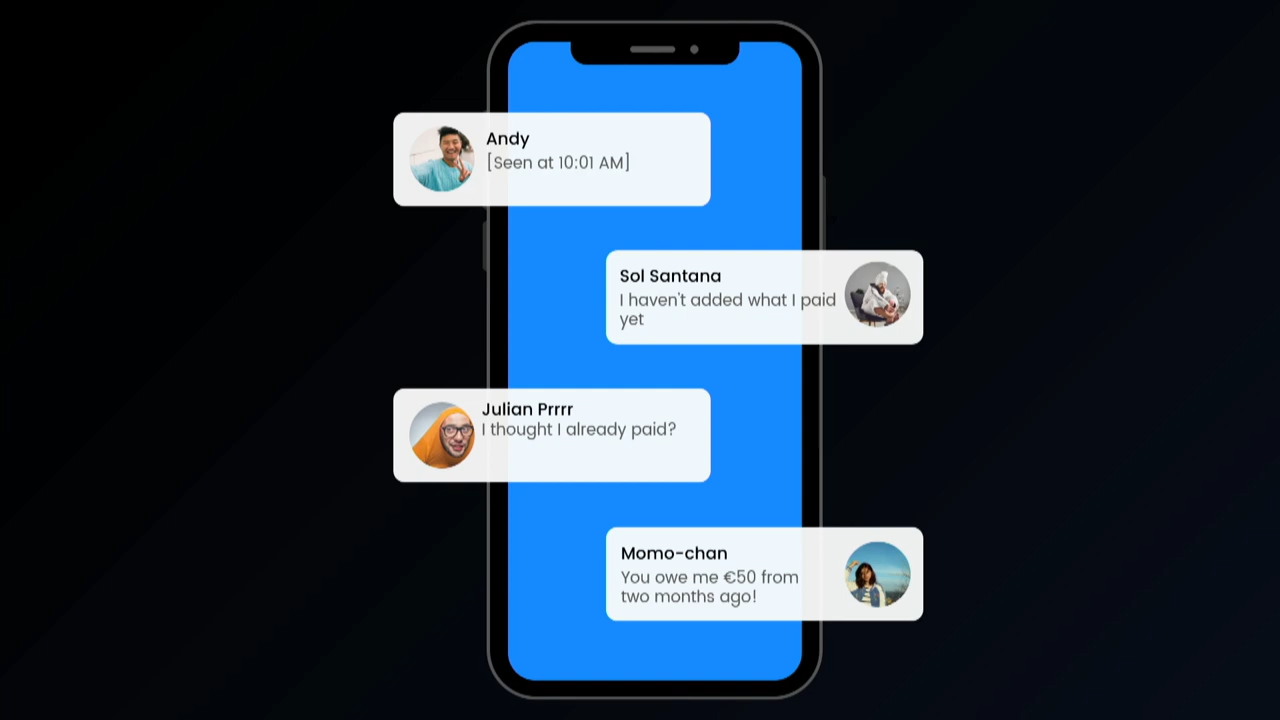 Andy
[Seen at 10:01 AM]
Sol Santana
I haven't added what I paid
yet
Julian Prrrr
I thought I already paid?
Momo-chan
You owe me €50 from
two months ago!